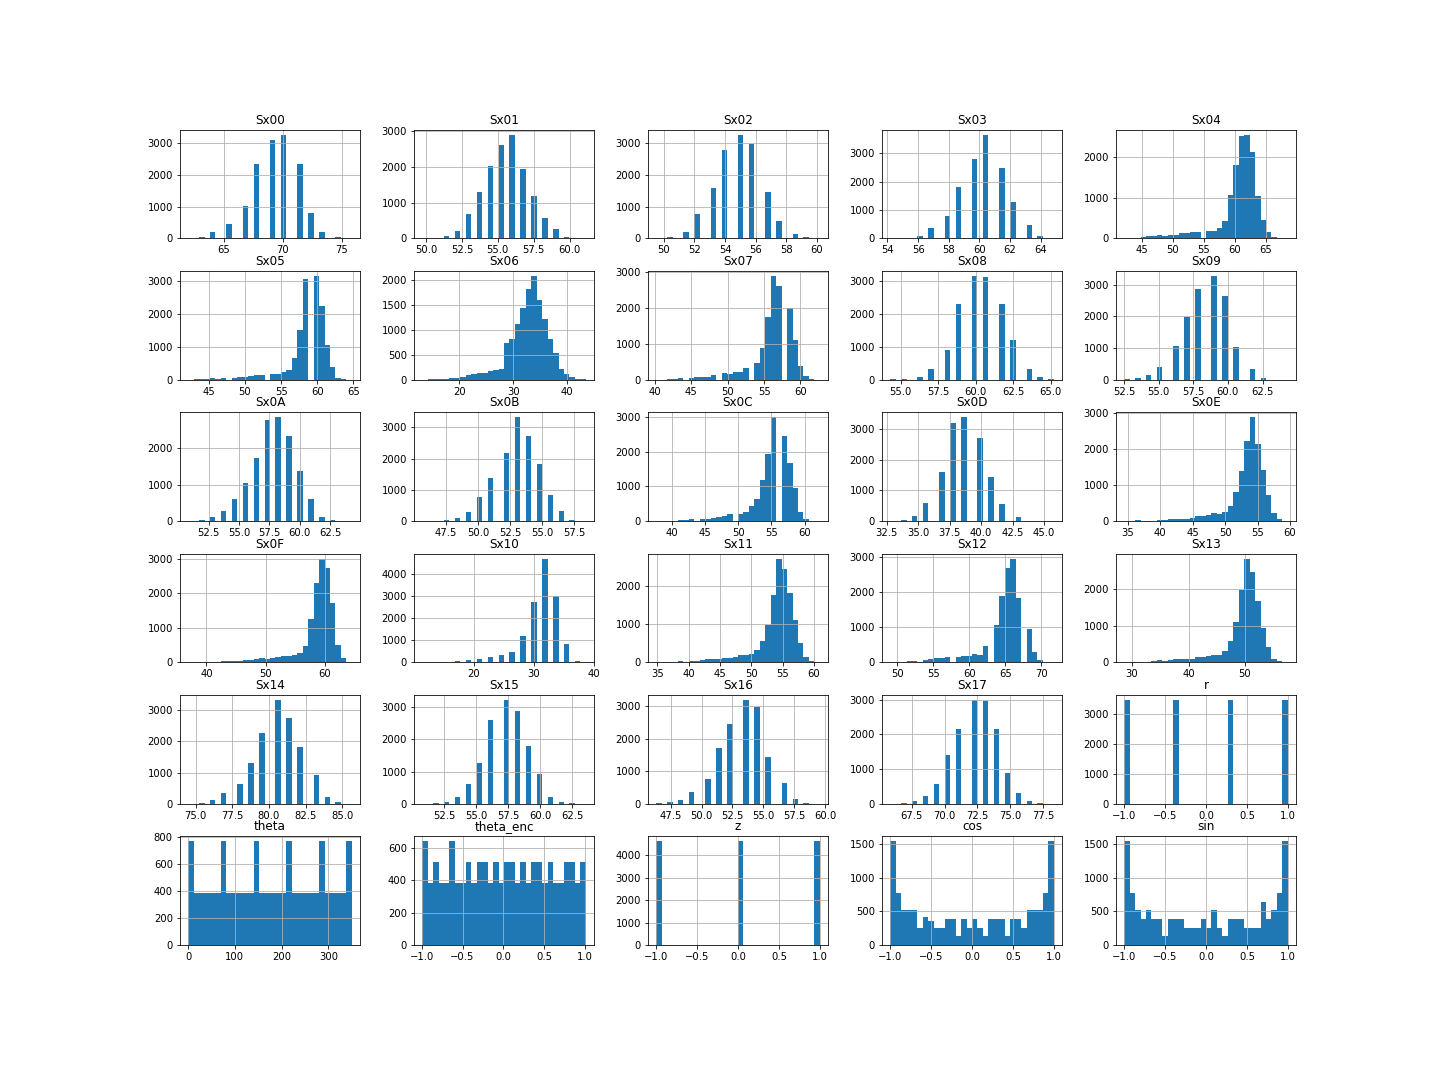 Sx00 Sx01 Sx02 Sx03 Sx04
3000 3000 3000 3000 2000
2000 2000 2000 2000 1000
1000 1000 1000 1000 0
0 0 0 0
65 70 75 50.0 52.5 55.0 57.5 60.0 50 52 54 56 58 60 54 56 58 60 62 64 45 50 55 60 65
Sx05 Sx06 Sx07 Sx08 Sx09
3000 2000 3000 3000 3000
2000 1500 2000 2000 2000
1000 1000 1000 1000 1000
0 500 0 0 0
0
45 50 55 60 65 20 30 40 40 45 50 55 60 55.0 57.5 60.0 62.5 65.0 52.5 55.0 57.5 60.0 62.5
Sx0A Sx0B Sx0C Sx0D Sx0E
2000 3000 3000 3000 3000
1000 2000 2000 2000 2000
0 1000 1000 1000 1000
0 0 0 0
52.5 55.0 57.5 60.0 62.5 47.5 50.0 52.5 55.0 57.5 40 45 50 55 60 32.5 35.0 37.5 40.0 42.5 45.0 35 40 45 50 55 60
Sx0F Sx10 Sx11 Sx12 Sx13
3000 4000 2000 3000 2000
2000 3000 1000 2000 1000
1000 2000 0 1000 0
0 1000 0
0
40 50 60 20 30 40 35 40 45 50 55 60 50 55 60 65 70 30 40 50
Sx14 Sx15 Sx16 Sx17 r
3000 3000 3000 3000 3000
2000 2000 2000 2000 2000
1000 1000 1000 1000 1000
0 0 0 0 0
75.0 77.5 80.0 82.5 85.0 52.5 55.0 57.5 60.0 62.5 47.5 50.0 52.5 55.0 57.5 60.0 67.5 70.0 72.5 75.0 77.5 −1.0 −0.5 0.0 0.5 1.0
theta theta_enc z cos sin
800 600 4000 1500 1500
600 400 3000 1000 1000
400 200 2000 500 500
200 0 1000 0 0
0 0
0 100 200 300 −1.0 −0.5 0.0 0.5 1.0 −1.0 −0.5 0.0 0.5 1.0 −1.0 −0.5 0.0 0.5 1.0 −1.0 −0.5 0.0 0.5 1.0